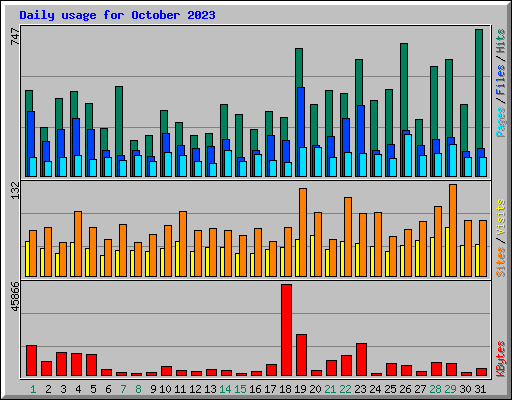 Daily usage for October 2023
747
Pages / Files / Hits
132
Sites / Visits
45866
KBytes
1 2 3 4 5 6 7 8 9 10 11 12 13 14 15 16 17 18 19 20 21 22 23 24 25 26 27 28 29 30 31